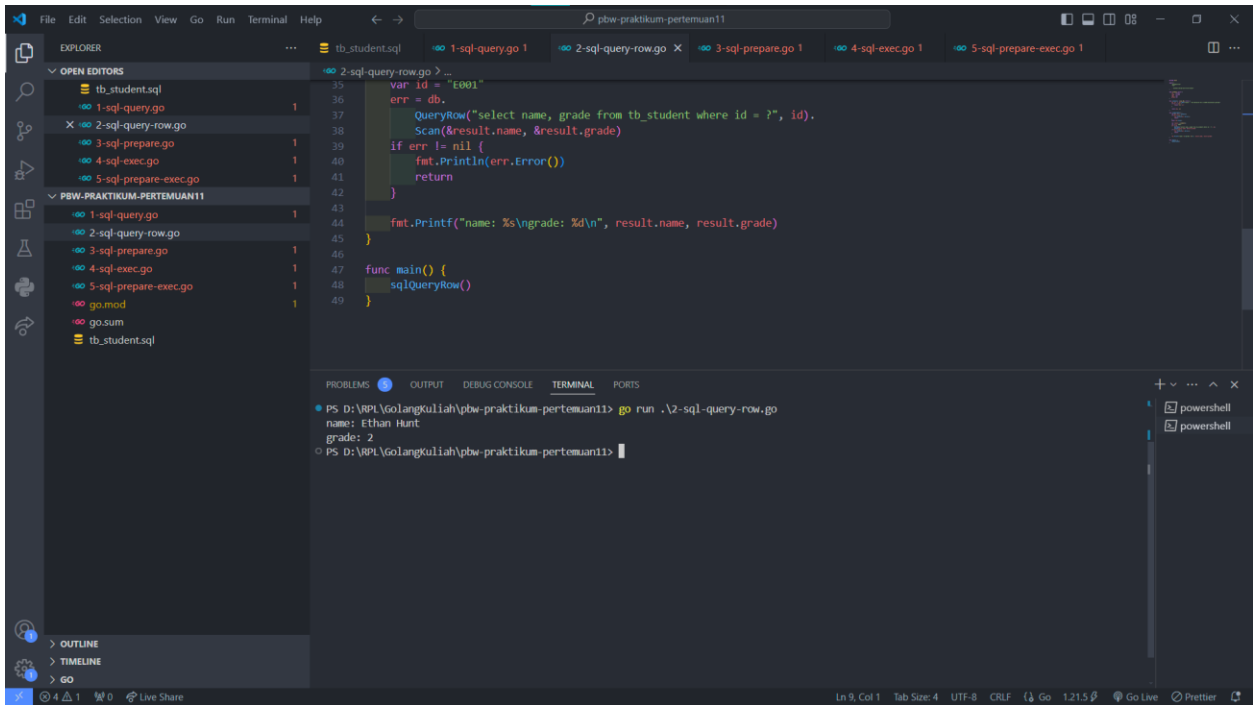 File Edit Selection View Go Run Terminal Help
pbw-praktikum-pertemuan11
EXPLORER
OPEN EDITORS
tb_student.sql
1-sql-query.go 1
2-sql-query-row.go
3-sql-prepare.go 1
4-sql-exec.go 1
5-sql-prepare-exec.go 1
PBW-PRAKTIKUM-PERTEMUAN11
1-sql-query.go 1
2-sql-query-row.go
3-sql-prepare.go 1
4-sql-exec.go 1
5-sql-prepare-exec.go 1
go.mod 1
go.sum
tb_student.sql
OUTLINE
TIMELINE
GO
tb_student.sql 1-sql-query.go 1 2-sql-query-row.go 3-sql-prepare.go 1 4-sql-exec.go 1 5-sql-prepare-exec.go 1
2-sql-query-row.go > ...
35 var id = "E001"
36 err = db.
37 QueryRow("select name, grade from tb_student where id = ?", id).
38 Scan(&result.name, &result.grade)
39 if err != nil {
40 fmt.Println(err.Error())
41 return
42 }
43
44 fmt.Printf("name: %s\ngrade: %d\n", result.name, result.grade)
45 }
46
47 func main() {
48 sqlQueryRow()
49 }
PROBLEMS 5 OUTPUT DEBUG CONSOLE TERMINAL PORTS
PS D:\RPL\GolangKuliah\pbw-praktikum-pertemuan11> go run .\2-sql-query-row.go
name: Ethan Hunt
grade: 2
PS D:\RPL\GolangKuliah\pbw-praktikum-pertemuan11>
powershell
powershell
4 1 0 Live Share
Ln 9, Col 1 Tab Size: 4 UTF-8 CRLF Go 1.21.5 Go Live Prettier